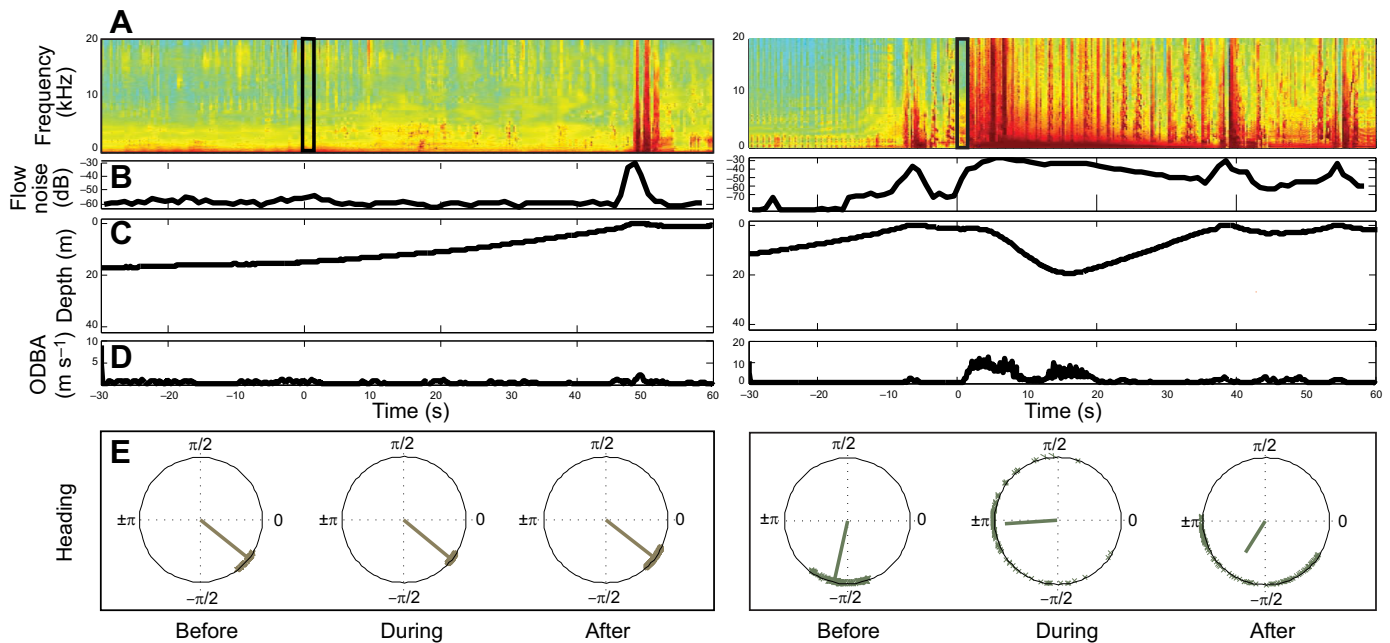 A
Frequency
(kHz)
20
10
0
20
10
0
B
Flow
noise
(dB)
–30
–40
–50
–60
–30
–40
–50
–60
–70
C
Depth (m)
0
20
40
0
20
40
D
ODBA
(m s–1)
10
5
0
20
10
0
–30 –20 –10 0 10 20 30 40 50 60
–30 –20 –10 0 10 20 30 40 50 60
Time (s)
Time (s)
E
Heading
π/2 π/2 π/2 π/2 π/2 π/2
±π 0 ±π 0 ±π 0 ±π 0 ±π 0 ±π 0
–π/2 –π/2 –π/2 –π/2 –π/2 –π/2
Before During After Before During After